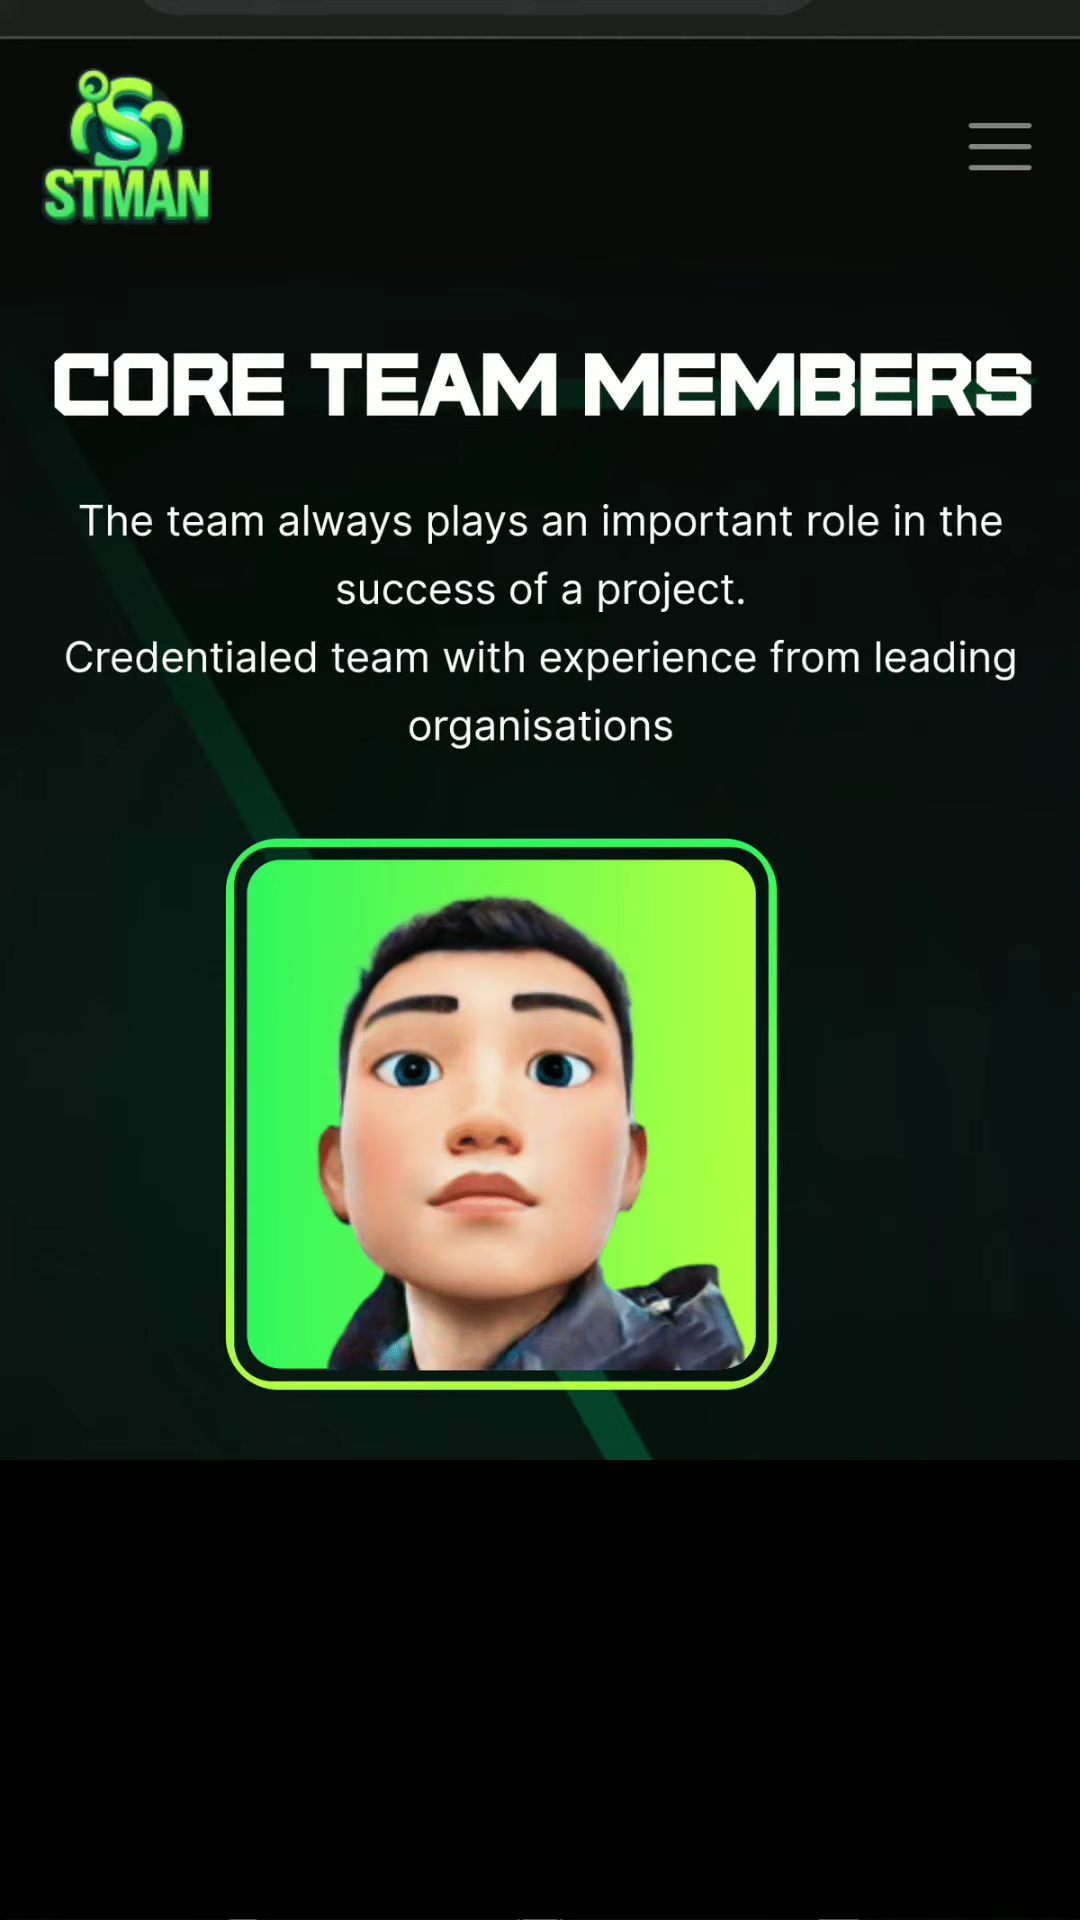 STMAN
CORE TEAM MEMBERS
The team always plays an important role in the
success of a project.
Credentialed team with experience from leading
organisations